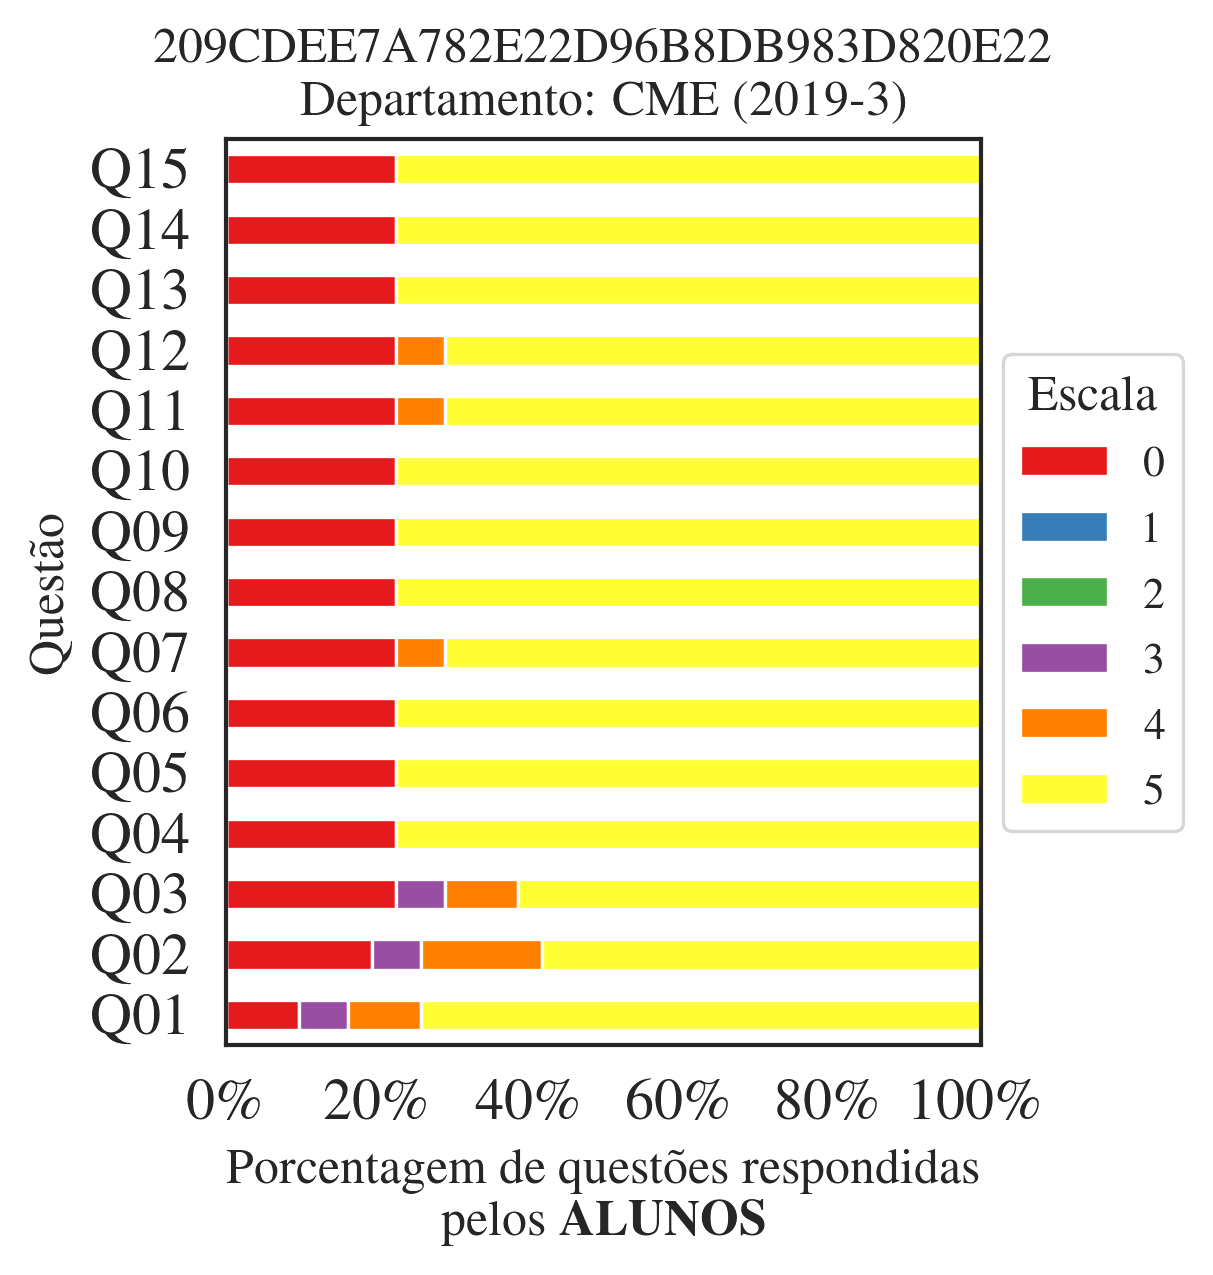 209CDEE7A782E22D96B8DB983D820E22
Departamento: CME (2019-3)
Q15
Q14
Q13
Q12
Q11
Q10
Q09
Q08
Q07
Q06
Q05
Q04
Q03
Q02
Q01
Questão
0% 20% 40% 60% 80% 100%
Porcentagem de questões respondidas
pelos ALUNOS
Escala
0
1
2
3
4
5